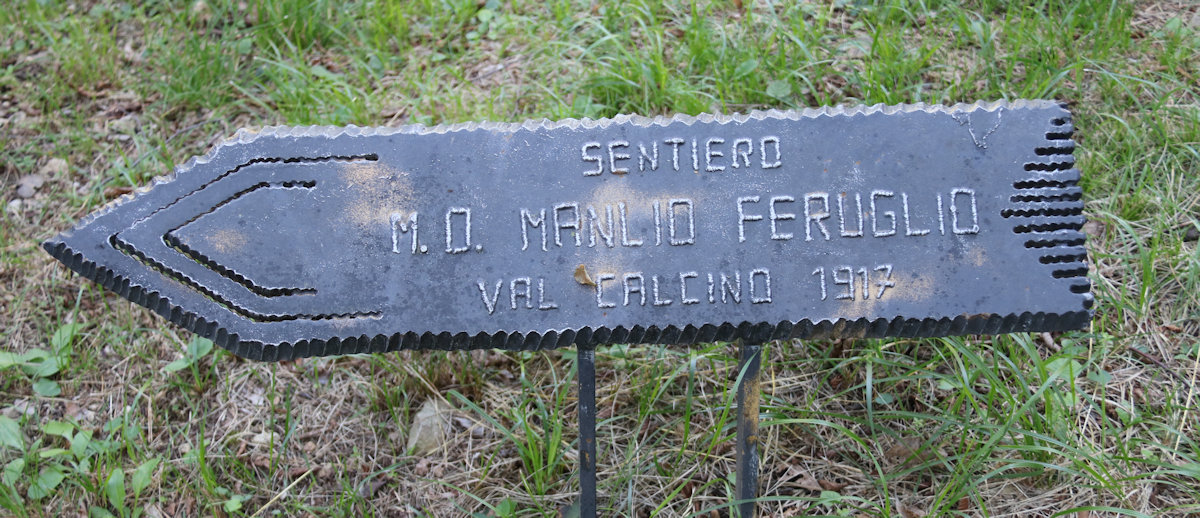 SENTIERO
M.O. MANLIO FERUGLIO
VAL CALCINO 1917